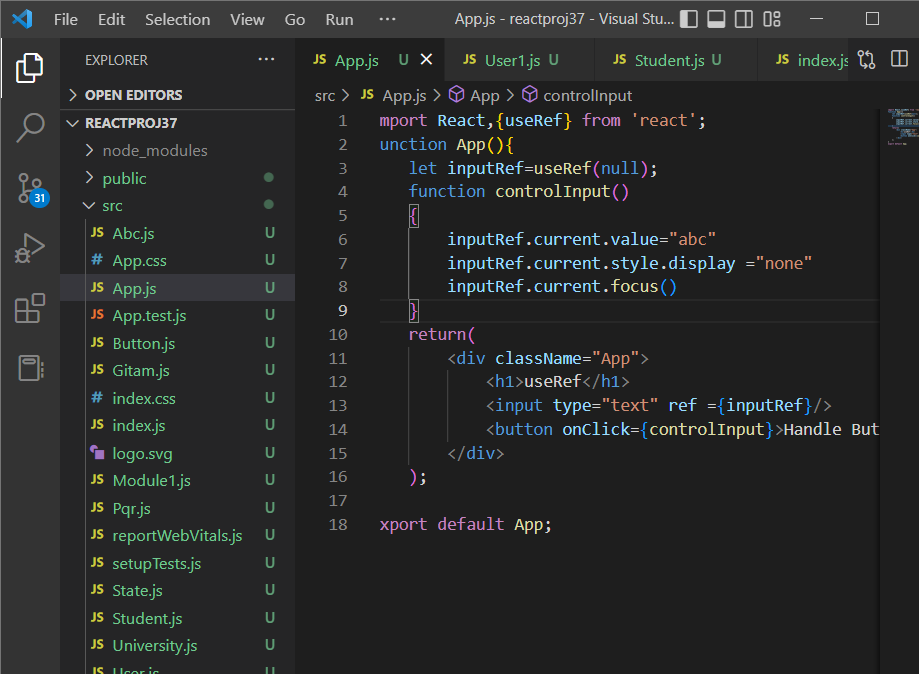 File Edit Selection View Go Run ··· App.js - reactproj37 - Visual Stu...
EXPLORER ···
OPEN EDITORS
REACTPROJ37
node_modules
public
src
JS Abc.js U
# App.css U
JS App.js U
JS App.test.js U
JS Button.js U
JS Gitam.js U
# index.css U
JS index.js U
logo.svg U
JS Module1.js U
JS Pqr.js U
JS reportWebVitals.js U
JS setupTests.js U
JS State.js U
JS Student.js U
JS University.js U
JS User.js U
31
JS App.js U JS User1.js U JS Student.js U JS index.js
src > JS App.js > App > controlInput
1 mport React,{useRef} from 'react';
2 unction App(){
3 let inputRef=useRef(null);
4 function controlInput()
5 {
6 inputRef.current.value="abc"
7 inputRef.current.style.display ="none"
8 inputRef.current.focus()
9 }
10 return(
11 <div className="App">
12 <h1>useRef</h1>
13 <input type="text" ref ={inputRef}/>
14 <button onClick={controlInput}>Handle But
15 </div>
16 );
17
18 xport default App;